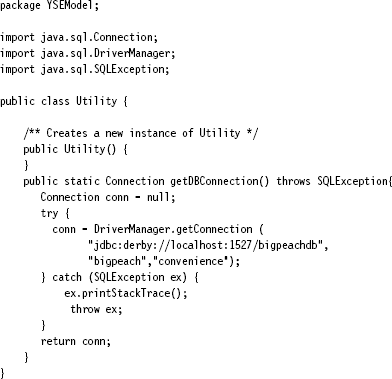 package YSEModel;

import java.sql.Connection;
import java.sql.DriverManager;
import java.sql.SQLException;

public class Utility {

    /** Creates a new instance of Utility */
    public Utility() {
    }
    public static Connection getDBConnection() throws SQLException{
       Connection conn = null;
       try {
         conn = DriverManager.getConnection (
               "jdbc:derby://localhost:1527/bigpeachdb",
               "bigpeach","convenience");
       } catch (SQLException ex) {
           ex.printStackTrace();
            throw ex;
       }
       return conn;
    }
}